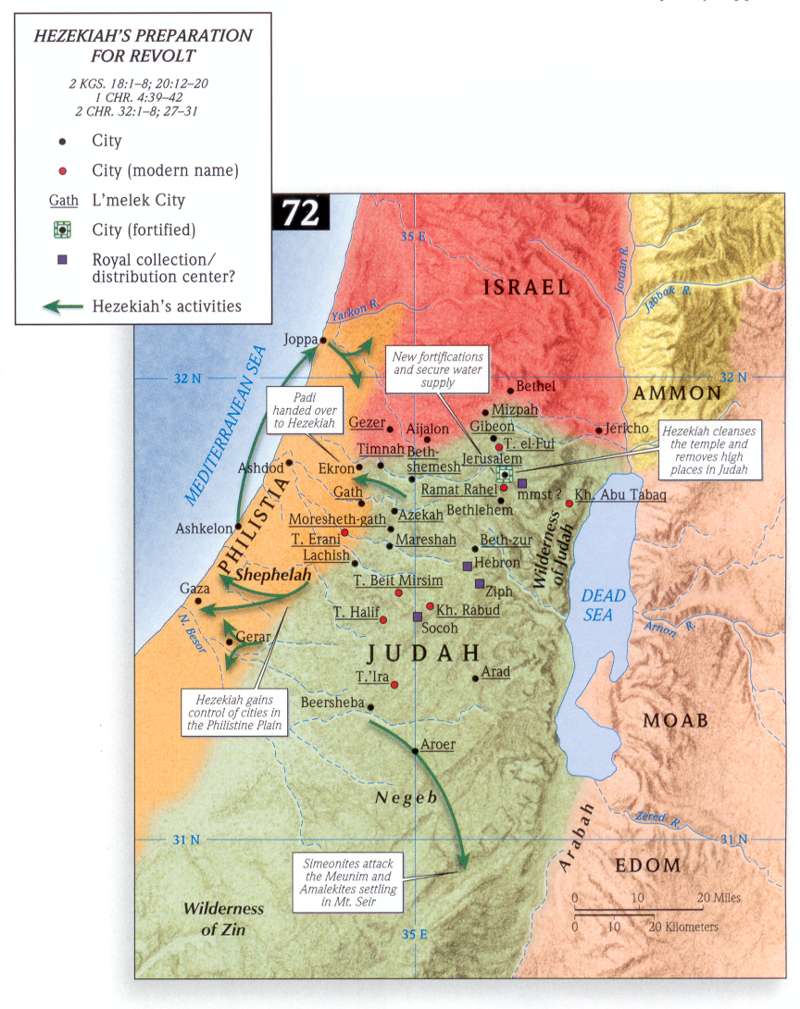 HEZEKIAH'S PREPARATION
FOR REVOLT
2 KGS. 18:1–8; 20:12–20
1 CHR. 4:39–42
2 CHR. 32:1–8; 27–31
City
City (modern name)
Gath L'melek City
City (fortified)
Royal collection/
distribution center?
Hezekiah's activities
72
35 E
ISRAEL
Jordan R.
Jabbok R.
Yarkon R.
Joppa
MEDITERRANEAN SEA
New fortifications
and secure water
supply
32 N
32 N
Bethel
AMMON
Padi
handed over
to Hezekiah
Mizpah
Gezer
Aijalon
Gibeon
Jericho
T. el-Ful
Hezekiah cleanses
the temple and
removes high
places in Judah
Timnah
Beth-
shemesh
Jerusalem
Ashdod
Ekron
Gath
Ramat Rahel
mmst ?
Kh. Abu Tabaq
Bethlehem
Azekah
Moresheth-gath
Ashkelon
PHILISTIA
T. Erani
Mareshah
Beth-zur
Wilderness
of Judah
Lachish
Hebron
Shephelah
T. Beit Mirsim
Ziph
DEAD
SEA
Gaza
T. Halif
Kh. Rabud
Socoh
Arnon R.
N. Besor
Gerar
JUDAH
T.'Ira
Arad
Hezekiah gains
control of cities in
the Philistine Plain
Beersheba
MOAB
Aroer
Negeb
Arabah
Zered R.
31 N
31 N
Simeonites attack
the Meunim and
Amalekites settling
in Mt. Seir
EDOM
Wilderness
of Zin
0 10 20 Miles
0 10 20 Kilometers
35 E